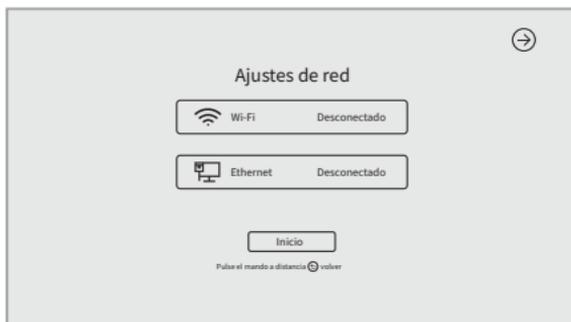 Ajustes de red
Wi-Fi Desconectado
Ethernet Desconectado
Inicio
Pulse el mando a distancia volver